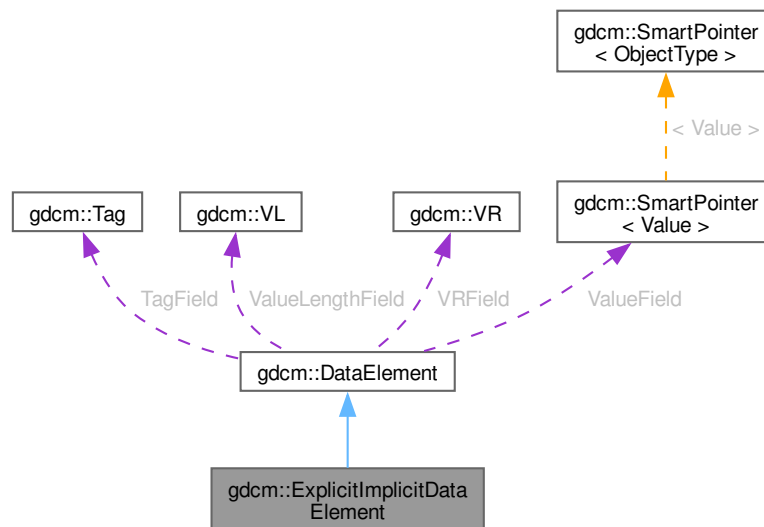 gdcm::SmartPointer
< ObjectType >
< Value >
gdcm::Tag
gdcm::VL
gdcm::VR
gdcm::SmartPointer
< Value >
TagField
ValueLengthField
VRField
ValueField
gdcm::DataElement
gdcm::ExplicitImplicitData
Element